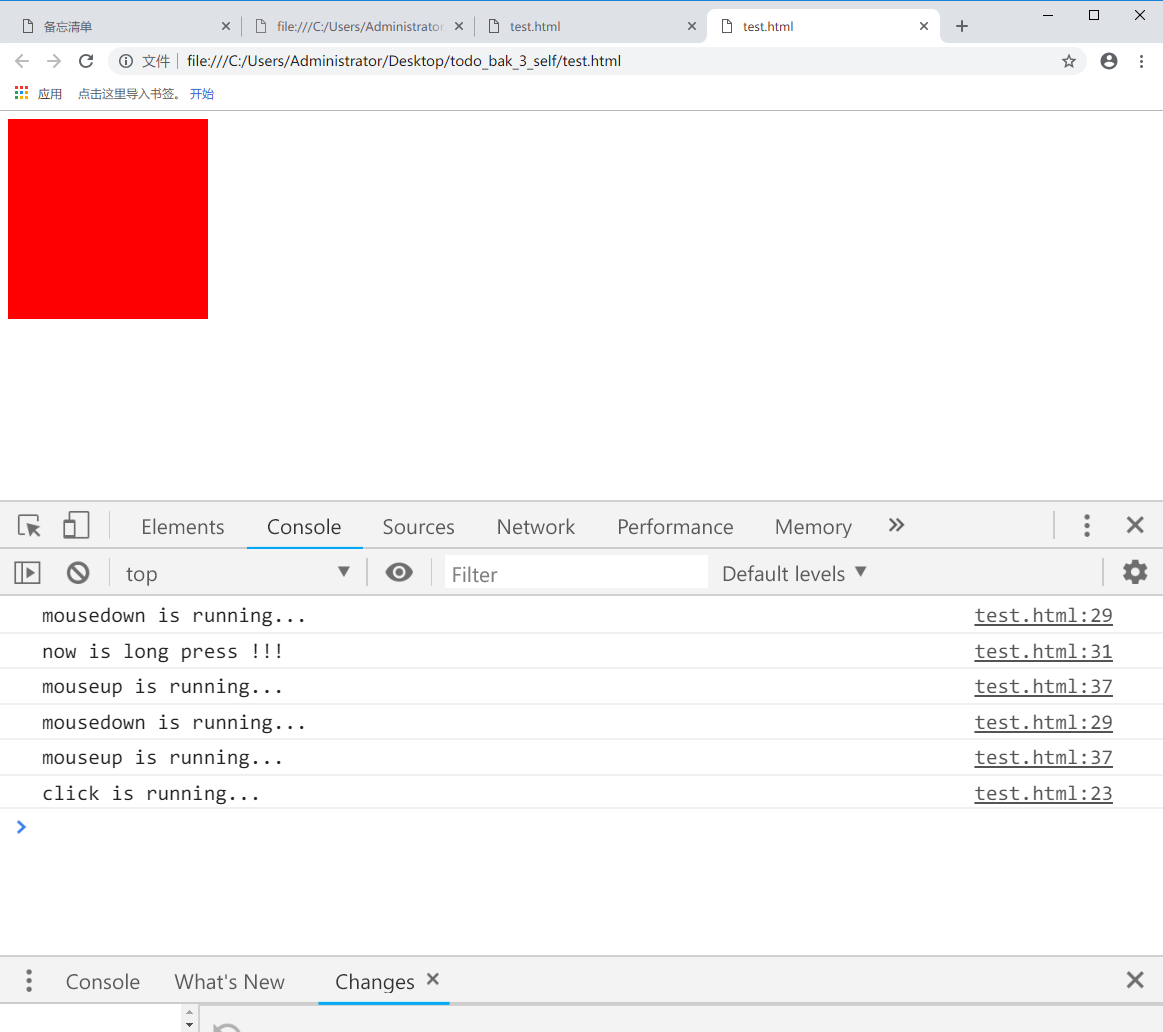 备忘清单
file:///C:/Users/Administrator
test.html
test.html
文件 file:///C:/Users/Administrator/Desktop/todo_bak_3_self/test.html
应用 点击这里导入书签。 开始
Elements Console Sources Network Performance Memory
top Filter Default levels
mousedown is running... test.html:29
now is long press !!! test.html:31
mouseup is running... test.html:37
mousedown is running... test.html:29
mouseup is running... test.html:37
click is running... test.html:23
Console What's New Changes